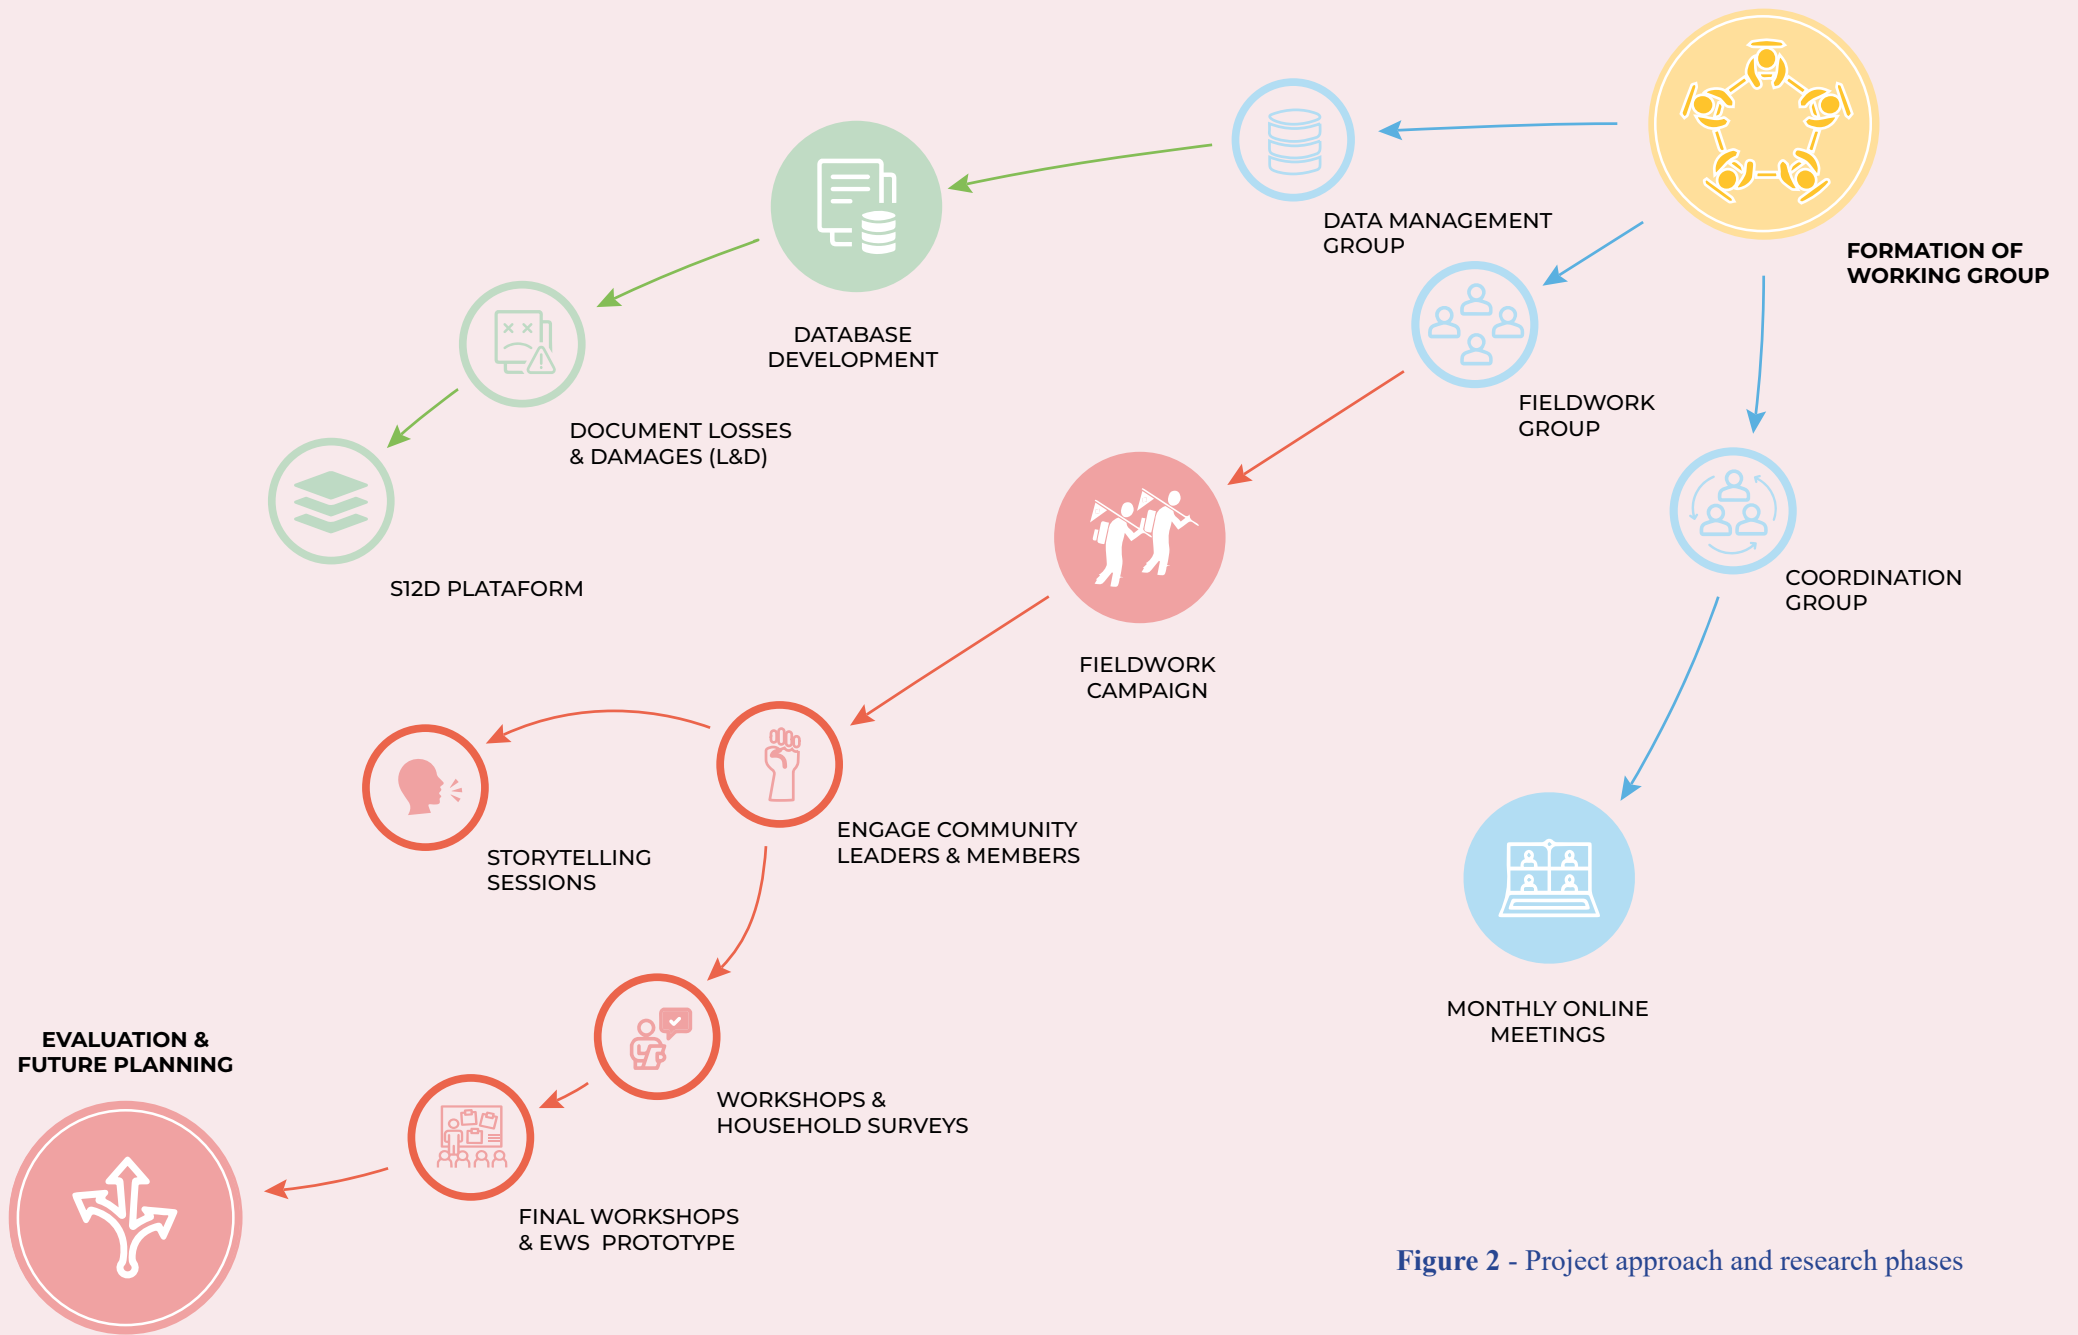 DATA MANAGEMENT
GROUP
FORMATION OF
WORKING GROUP
DATABASE
DEVELOPMENT
FIELDWORK
GROUP
DOCUMENT LOSSES
& DAMAGES (L&D)
S12D PLATAFORM
COORDINATION
GROUP
FIELDWORK
CAMPAIGN
ENGAGE COMMUNITY
LEADERS & MEMBERS
STORYTELLING
SESSIONS
MONTHLY ONLINE
MEETINGS
EVALUATION &
FUTURE PLANNING
WORKSHOPS &
HOUSEHOLD SURVEYS
FINAL WORKSHOPS
& EWS PROTOTYPE
Figure 2 - Project approach and research phases